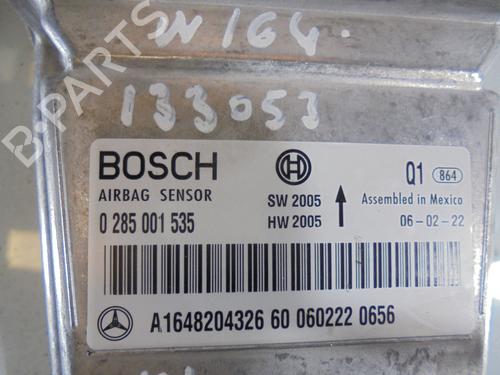 W164.
133053
B-PARTS
BOSCH
Q1 864
AIRBAG SENSOR
SW 2005
Assembled in Mexico
0 285 001 535
HW 2005
06-02-22
A1648204326 60 060222 0656